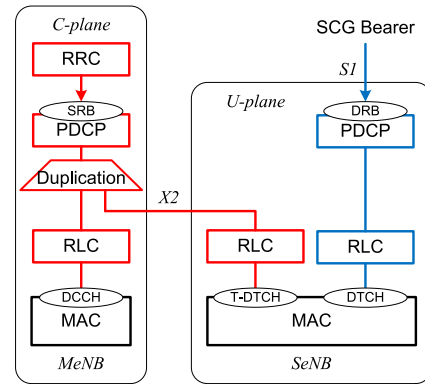 C-plane
SCG Bearer
RRC
S1
U-plane
SRB
PDCP
DRB
PDCP
Duplication
X2
RLC
RLC
RLC
DCCH
MAC
T-DTCH
DTCH
MAC
MeNB
SeNB